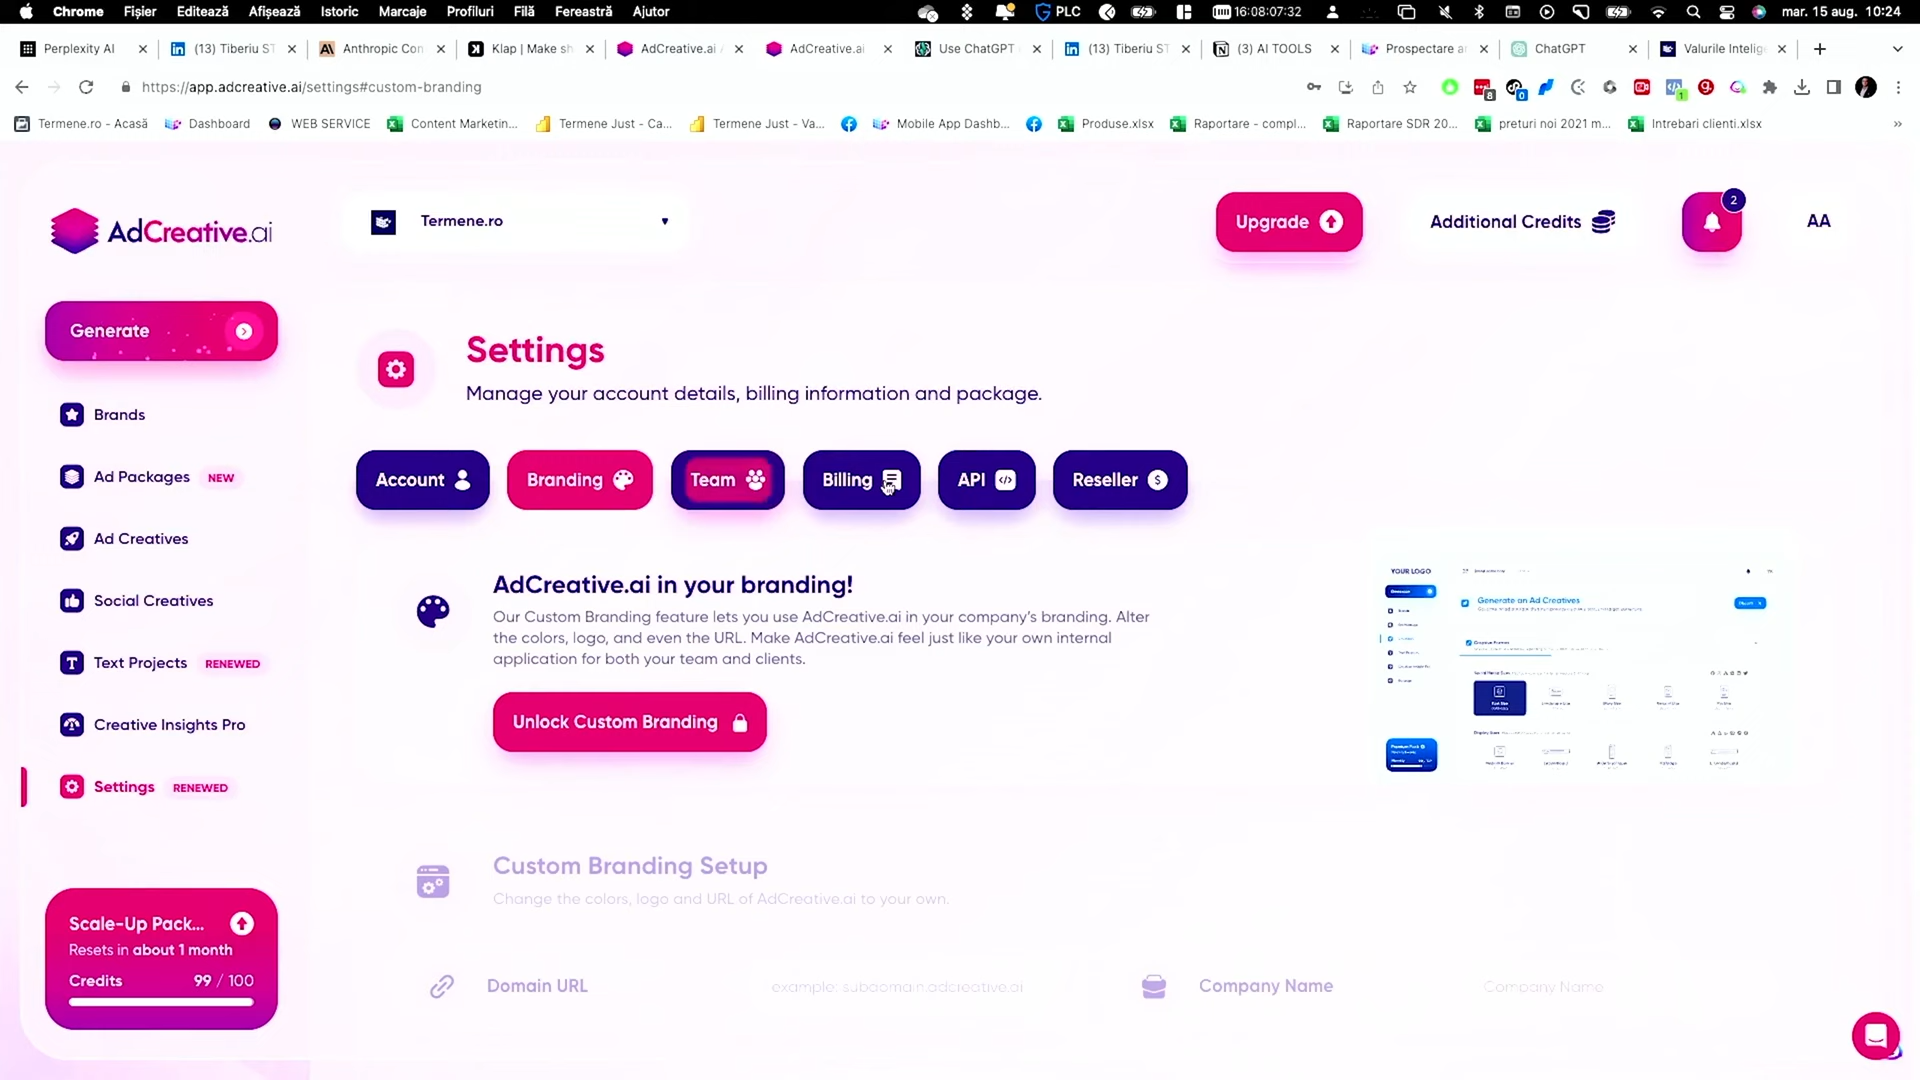 Chrome Fișier Editează Afișează Istoric Marcaje Profiluri Filă Fereastră Ajutor PLC 16:08:07:32 mar. 15 aug. 10:24
Perplexity AI (13) Tiberiu ST Anthropic Con Klap | Make sh AdCreative.ai AdCreative.ai Use ChatGPT (13) Tiberiu ST (3) AI TOOLS Prospectare ar ChatGPT Valurile Intelig
https://app.adcreative.ai/settings#custom-branding 8 0 1
Termene.ro - Acasă Dashboard WEB SERVICE Content Marketin... Termene Just - Ca... Termene Just - Va... Mobile App Dashb... Produse.xlsx Raportare - compl... Raportare SDR 20... preturi noi 2021 m... Intrebari clienti.xlsx »
AdCreative.ai
Termene.ro
Upgrade
Additional Credits
2
AA
Generate
Brands
Ad Packages NEW
Ad Creatives
Social Creatives
Text Projects RENEWED
Creative Insights Pro
Settings RENEWED
Scale-Up Pack...
Resets in about 1 month
Credits 99 / 100
Settings
Manage your account details, billing information and package.
Account Branding Team Billing API Reseller
AdCreative.ai in your branding!
Our Custom Branding feature lets you use AdCreative.ai in your company's branding. Alter
the colors, logo, and even the URL. Make AdCreative.ai feel just like your own internal
application for both your team and clients.
Unlock Custom Branding
YOUR LOGO
Generate an Ad Creatives
Custom Branding Setup
Change the colors, logo and URL of AdCreative.ai to your own.
Domain URL example: subdomain.adcreative.ai Company Name Company Name